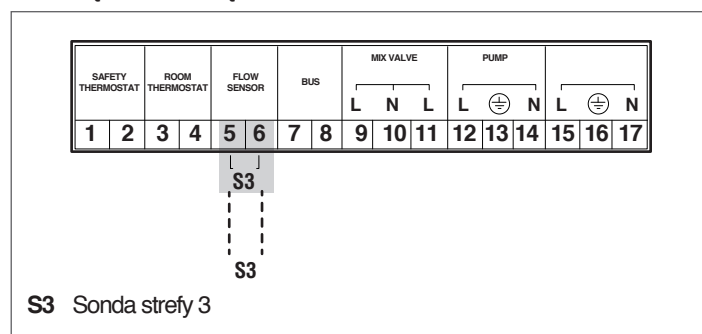 SAFETY THERMOSTAT ROOM THERMOSTAT FLOW SENSOR BUS MIX VALVE PUMP
L N L L N L N
1 2 3 4 5 6 7 8 9 10 11 12 13 14 15 16 17
S3
S3
S3 Sonda strefy 3